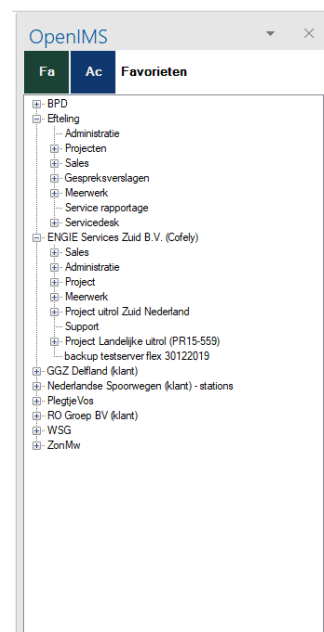 OpenIMS
Fa Ac Favorieten
BPD
Efteling
Administratie
Projecten
Sales
Gespreksverslagen
Meerwerk
Service rapportage
Servicedesk
ENGIE Services Zuid B.V. (Cofely)
Sales
Administratie
Project
Meerwerk
Project uitrol Zuid Nederland
Support
Project Landelijke uitrol (PR15-559)
backup testserver flex 30122019
GGZ Delfland (klant)
Nederlandse Spoorwegen (klant) - stations
PlegtjeVos
RO Groep BV (klant)
WSG
ZonMw